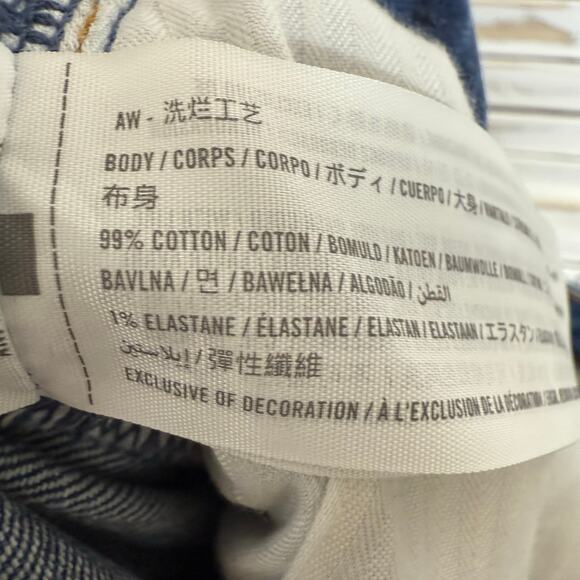 AW - 洗烂工艺
BODY / CORPS / CORPO / ボディ / CUERPO / 大身 /
布身
99% COTTON / COTON / BOMULD / KATOEN / BAUMWOLLE /
BAVLNA / 면 / BAWEŁNA / ALGODÃO / القطن /
1% ELASTANE / ÉLASTANE / ELASTAN / ELASTAAN / エラスタン /
إيلاستين / 彈性纖維
EXCLUSIVE OF DECORATION / À L'EXCLUSION DE LA DÉCORATION /